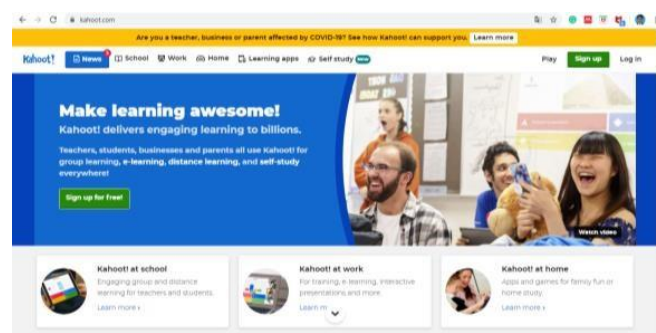 kahoot.com
Are you a teacher, business or parent affected by COVID-19? See how Kahoot! can support you. Learn more
Kahoot! News School Work Home Learning apps Self study Play Sign up Log in
Make learning awesome!
Kahoot! delivers engaging learning to billions.
Teachers, students, businesses and parents all use Kahoot! for
group learning, e-learning, distance learning, and self-study
everywhere!
Sign up for free!
Watch video
Kahoot! at school
Engaging group and distance
learning for teachers and students.
Learn more ›
Kahoot! at work
For training, e-learning, interactive
presentations and more.
Learn m
Kahoot! at home
Apps and games for family fun or
home study.
Learn more ›